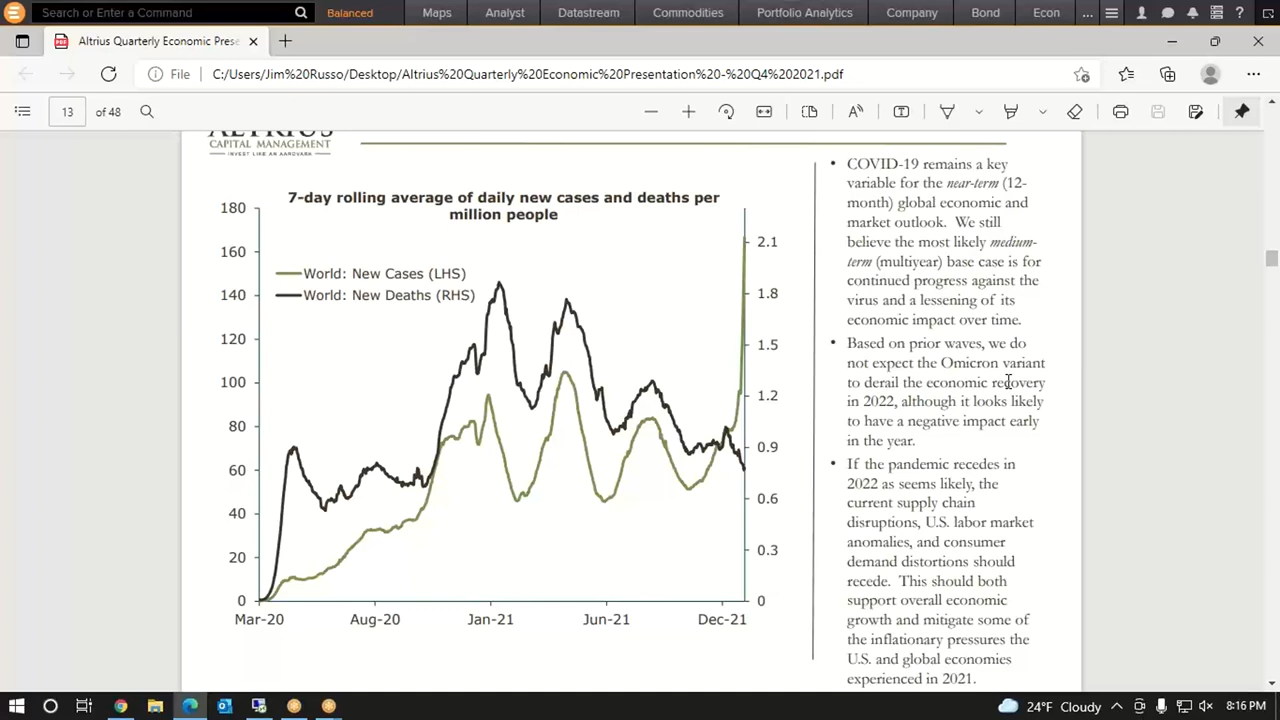 Search or Enter a Command
Balanced
Maps
Analyst
Datastream
Commodities
Portfolio Analytics
Company
Bond
Econ
...
Altrius Quarterly Economic Prese
File
C:/Users/Jim%20Russo/Desktop/Altrius%20Quarterly%20Economic%20Presentation%20-%20Q4%202021.pdf
13 of 48
ALTRIUS
CAPITAL MANAGEMENT
INVEST LIKE AN AARDVARK
7-day rolling average of daily new cases and deaths per
million people
World: New Cases (LHS)
World: New Deaths (RHS)
180
160
140
120
100
80
60
40
20
0
2.1
1.8
1.5
1.2
0.9
0.6
0.3
0
Mar-20 Aug-20 Jan-21 Jun-21 Dec-21
• COVID-19 remains a key
variable for the near-term (12-
month) global economic and
market outlook. We still
believe the most likely medium-
term (multiyear) base case is for
continued progress against the
virus and a lessening of its
economic impact over time.
• Based on prior waves, we do
not expect the Omicron variant
to derail the economic recovery
in 2022, although it looks likely
to have a negative impact early
in the year.
• If the pandemic recedes in
2022 as seems likely, the
current supply chain
disruptions, U.S. labor market
anomalies, and consumer
demand distortions should
recede. This should both
support overall economic
growth and mitigate some of
the inflationary pressures the
U.S. and global economies
experienced in 2021.
24°F Cloudy
8:16 PM